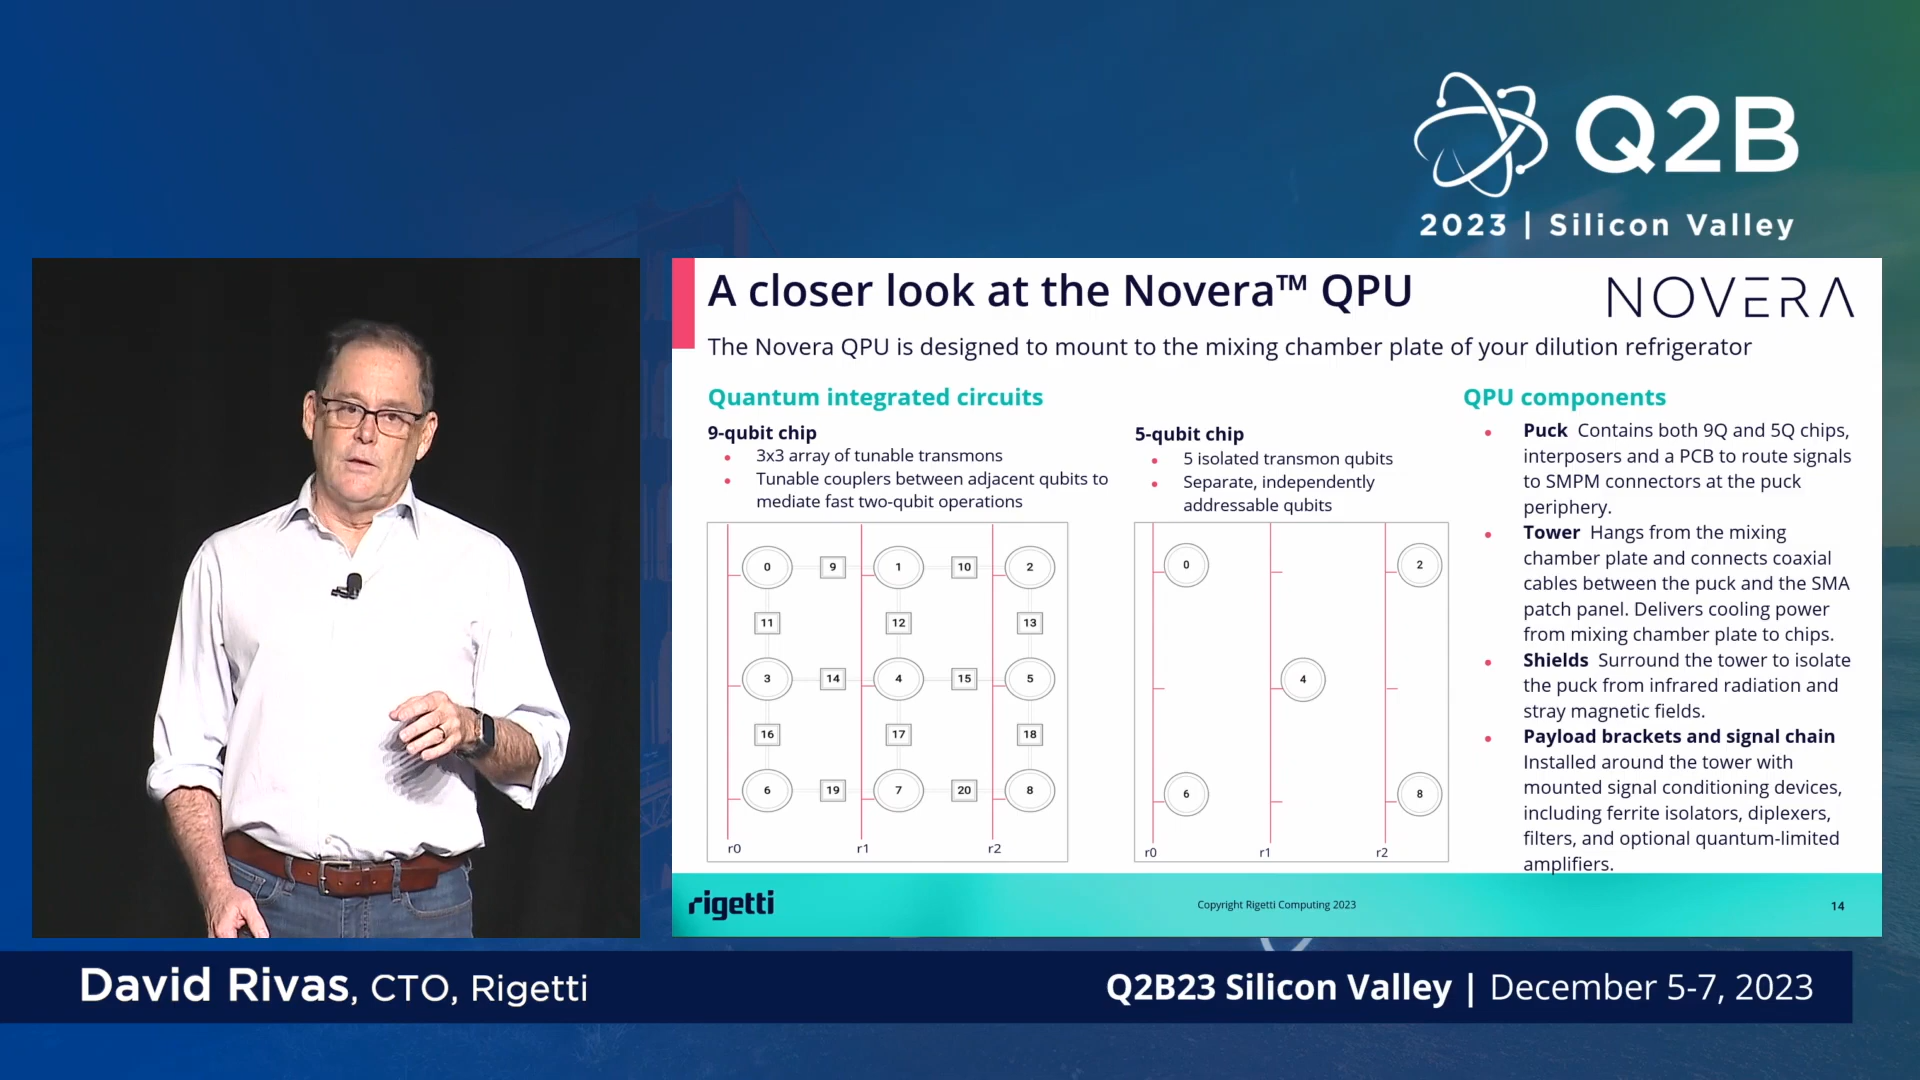 Q2B
2023 | Silicon Valley
A closer look at the Novera™ QPU
NOVERA
The Novera QPU is designed to mount to the mixing chamber plate of your dilution refrigerator
Quantum integrated circuits
9-qubit chip
• 3x3 array of tunable transmons
• Tunable couplers between adjacent qubits to
mediate fast two-qubit operations
0 9 1 10 2
11 12 13
3 14 4 15 5
16 17 18
6 19 7 20 8
r0 r1 r2
5-qubit chip
• 5 isolated transmon qubits
• Separate, independently
addressable qubits
0 2
4
6 8
r0 r1 r2
QPU components
• Puck Contains both 9Q and 5Q chips,
interposers and a PCB to route signals
to SMPM connectors at the puck
periphery.
• Tower Hangs from the mixing
chamber plate and connects coaxial
cables between the puck and the SMA
patch panel. Delivers cooling power
from mixing chamber plate to chips.
• Shields Surround the tower to isolate
the puck from infrared radiation and
stray magnetic fields.
• Payload brackets and signal chain
Installed around the tower with
mounted signal conditioning devices,
including ferrite isolators, diplexers,
filters, and optional quantum-limited
amplifiers.
rigetti
Copyright Rigetti Computing 2023
14
David Rivas, CTO, Rigetti
Q2B23 Silicon Valley | December 5-7, 2023